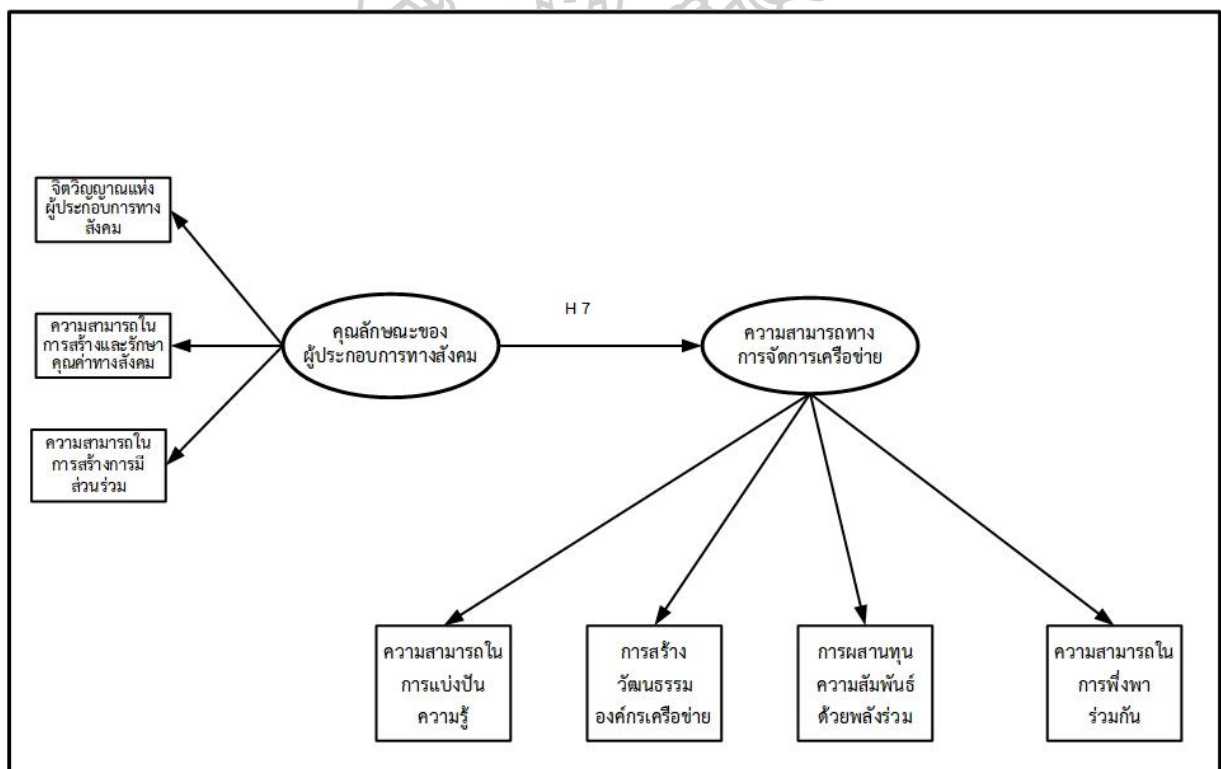 จิตวิญญาณแห่ง
ผู้ประกอบการทาง
สังคม
ความสามารถใน
การสร้างและรักษา
คุณค่าทางสังคม
ความสามารถใน
การสร้างการมี
ส่วนร่วม
คุณลักษณะของ
ผู้ประกอบการทางสังคม
H 7
ความสามารถทาง
การจัดการเครือข่าย
ความสามารถใน
การแบ่งปัน
ความรู้
การสร้าง
วัฒนธรรม
องค์กรเครือข่าย
การผสานทุน
ความสัมพันธ์
ด้วยพลังร่วม
ความสามารถใน
การพึ่งพา
ร่วมกัน